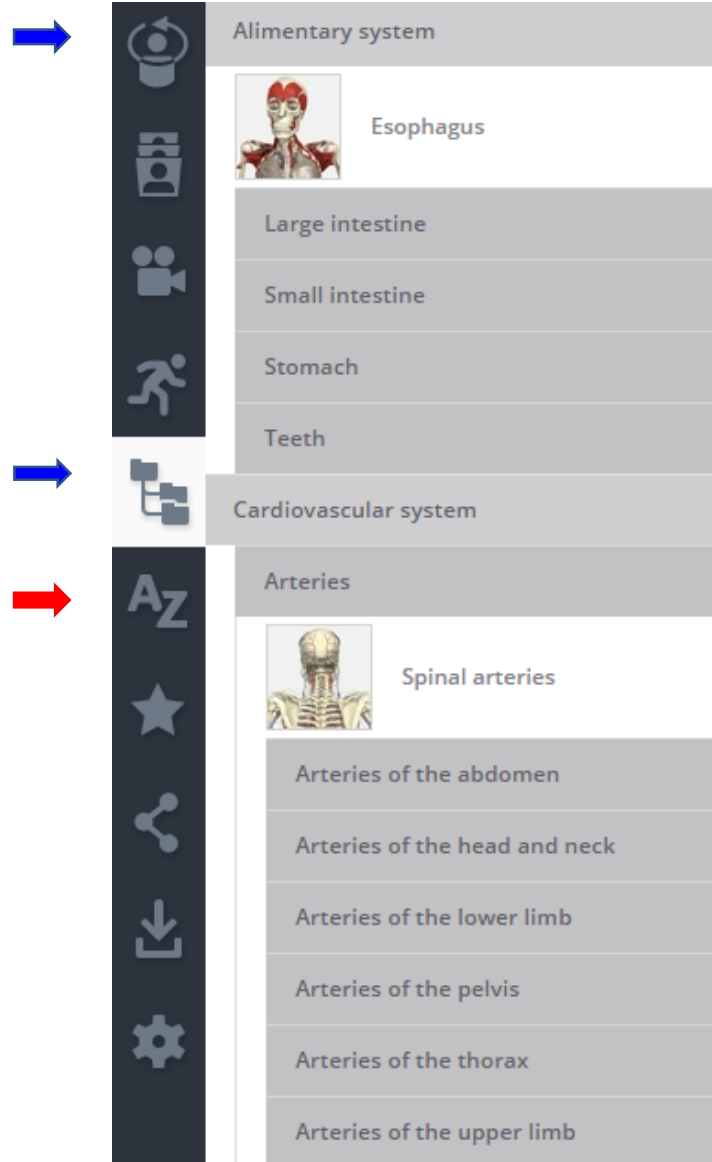 Alimentary system
Esophagus
Large intestine
Small intestine
Stomach
Teeth
Cardiovascular system
Arteries
AZ
Spinal arteries
Arteries of the abdomen
Arteries of the head and neck
Arteries of the lower limb
Arteries of the pelvis
Arteries of the thorax
Arteries of the upper limb